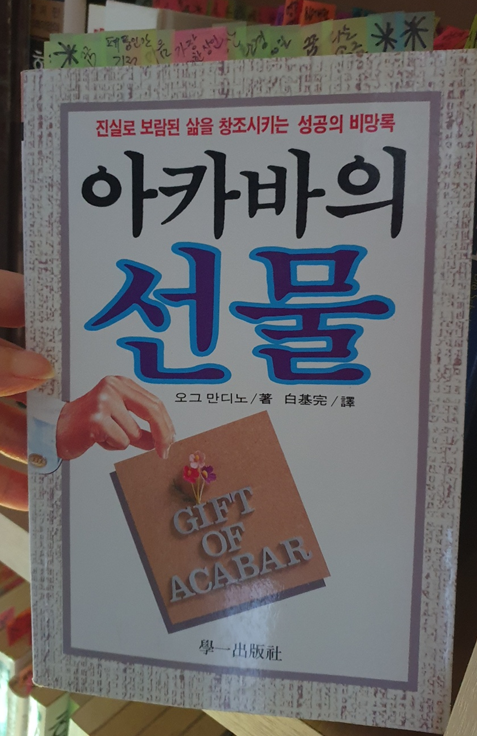 진실로 보람된 삶을 창조시키는 성공의 비망록
아카바의
선물
오그 만디노/著 白基完/譯
GIFT
OF
ACABAR
學一出版社